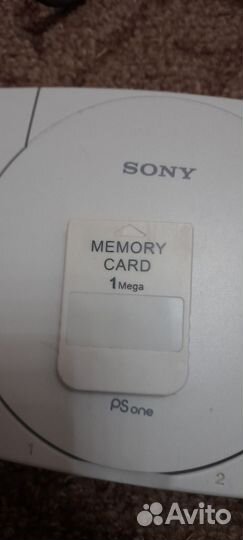 SONY
MEMORY
CARD
1 Mega
PS one
1
2
Avito